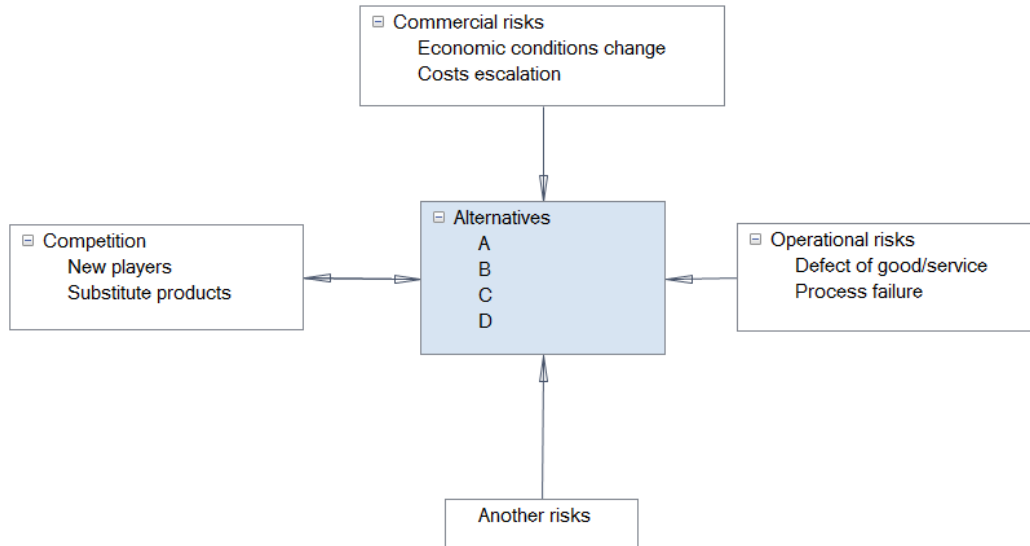 Commercial risks
Economic conditions change
Costs escalation
Alternatives
A
B
C
D
Competition
New players
Substitute products
Operational risks
Defect of good/service
Process failure
Another risks